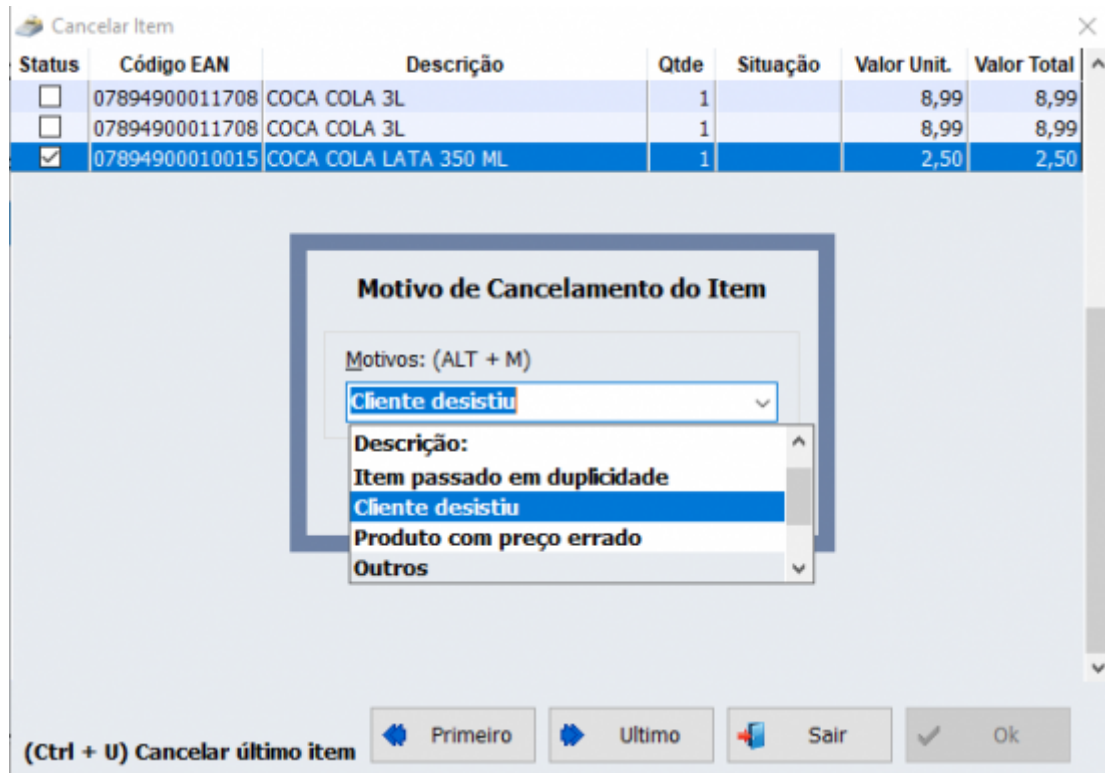 Cancelar Item
Status Código EAN Descrição Qtde Situação Valor Unit. Valor Total
07894900011708 COCA COLA 3L 1 8,99 8,99
07894900011708 COCA COLA 3L 1 8,99 8,99
07894900010015 COCA COLA LATA 350 ML 1 2,50 2,50
Motivo de Cancelamento do Item
Motivos: (ALT + M)
Cliente desistiu
Descrição:
Item passado em duplicidade
Cliente desistiu
Produto com preço errado
Outros
(Ctrl + U) Cancelar último item Primeiro Ultimo Sair Ok